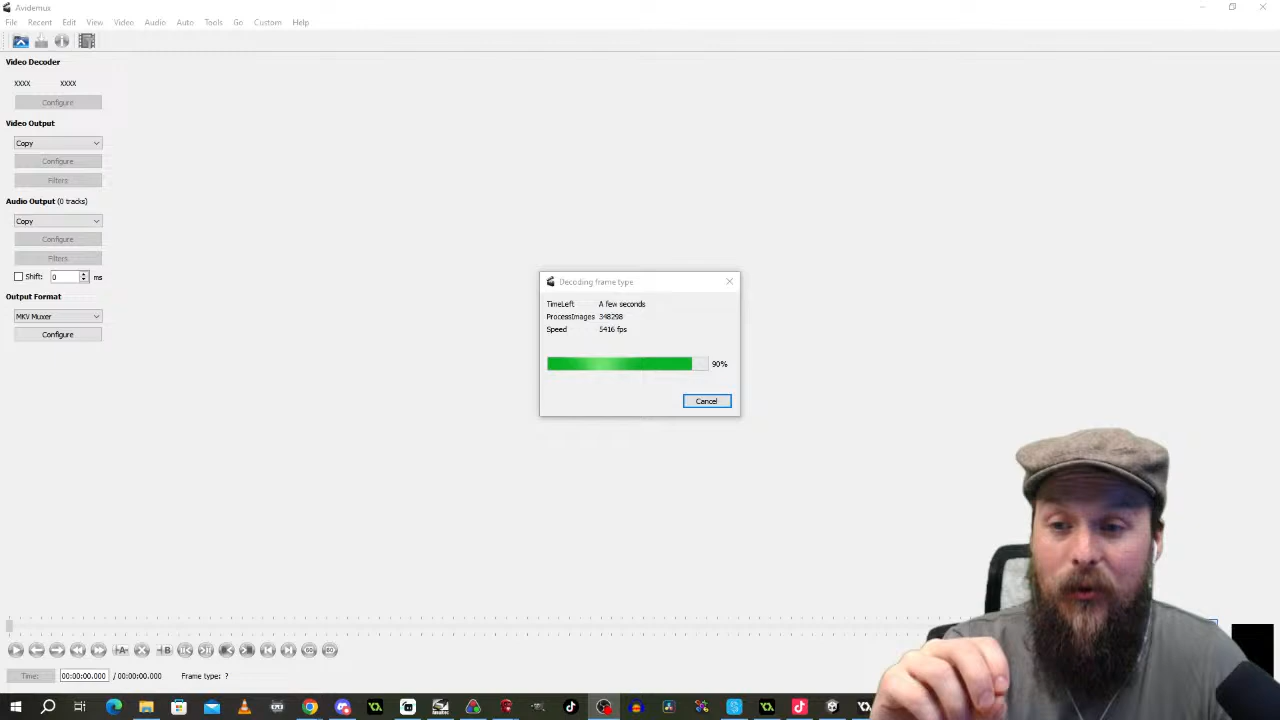 Avidemux
File Recent Edit View Video Audio Auto Tools Go Custom Help
Video Decoder
XXXX XXXX
Configure
Video Output
Copy
Configure
Filters
Audio Output (0 tracks)
Copy
Configure
Filters
Shift: 0 ms
Output Format
MKV Muxer
Configure
Decoding frame type
TimeLeft A few seconds
ProcessImages 348298
Speed 5416 fps
90%
Cancel
A B
Time: 00:00:00.000 / 00:00:00.000 Frame type: ?